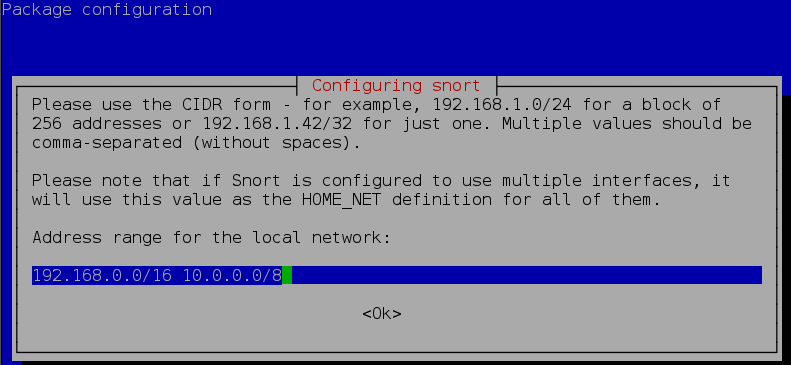 Package configuration
Configuring snort
Please use the CIDR form - for example, 192.168.1.0/24 for a block of
256 addresses or 192.168.1.42/32 for just one. Multiple values should be
comma-separated (without spaces).
Please note that if Snort is configured to use multiple interfaces, it
will use this value as the HOME_NET definition for all of them.
Address range for the local network:
192.168.0.0/16 10.0.0.0/8
<Ok>